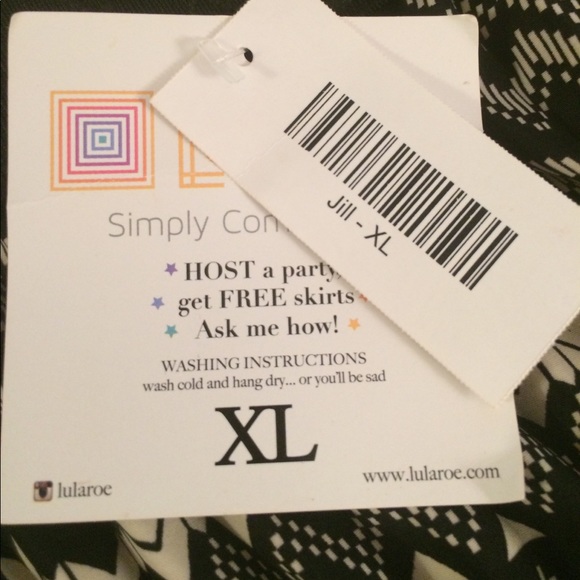 Simply
HOST a party,
get FREE skirts
Ask me how!
WASHING INSTRUCTIONS
wash cold and hang dry... or you'll be sad
XL
lularoe
www.lularoe.com
Jill - XL